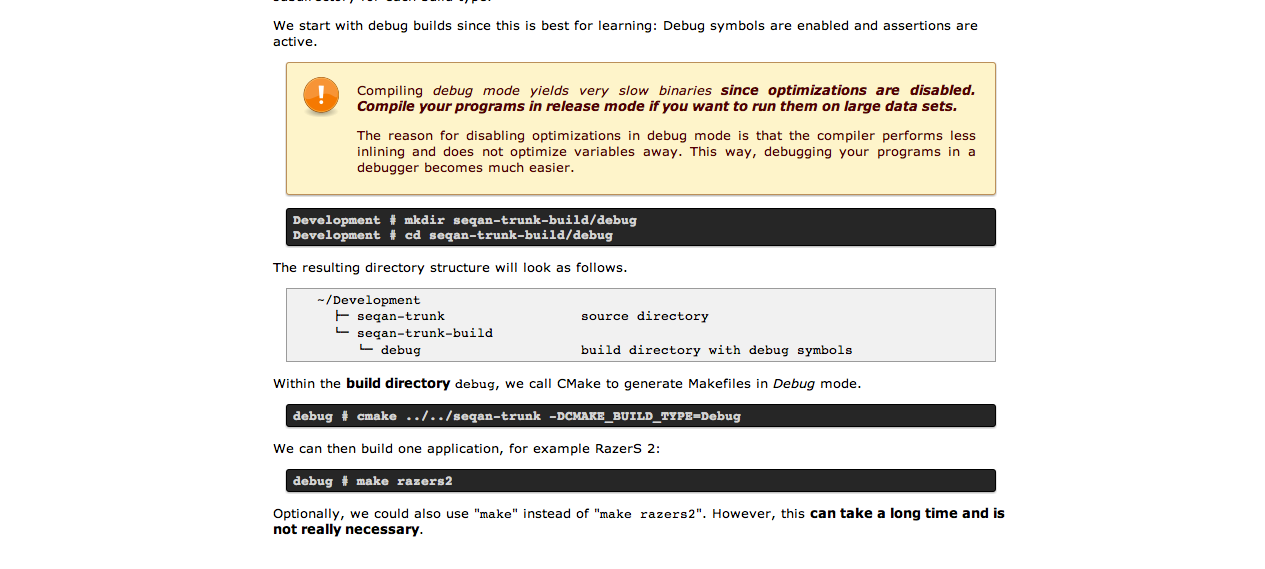 We start with debug builds since this is best for learning: Debug symbols are enabled and assertions are
active.
Compiling debug mode yields very slow binaries since optimizations are disabled.
Compile your programs in release mode if you want to run them on large data sets.
The reason for disabling optimizations in debug mode is that the compiler performs less
inlining and does not optimize variables away. This way, debugging your programs in a
debugger becomes much easier.
Development # mkdir seqan-trunk-build/debug
Development # cd seqan-trunk-build/debug
The resulting directory structure will look as follows.
~/Development
├─ seqan-trunk source directory
└─ seqan-trunk-build
└─ debug build directory with debug symbols
Within the build directory debug, we call CMake to generate Makefiles in Debug mode.
debug # cmake ../../seqan-trunk -DCMAKE_BUILD_TYPE=Debug
We can then build one application, for example RazerS 2:
debug # make razers2
Optionally, we could also use "make" instead of "make razers2". However, this can take a long time and is
not really necessary.